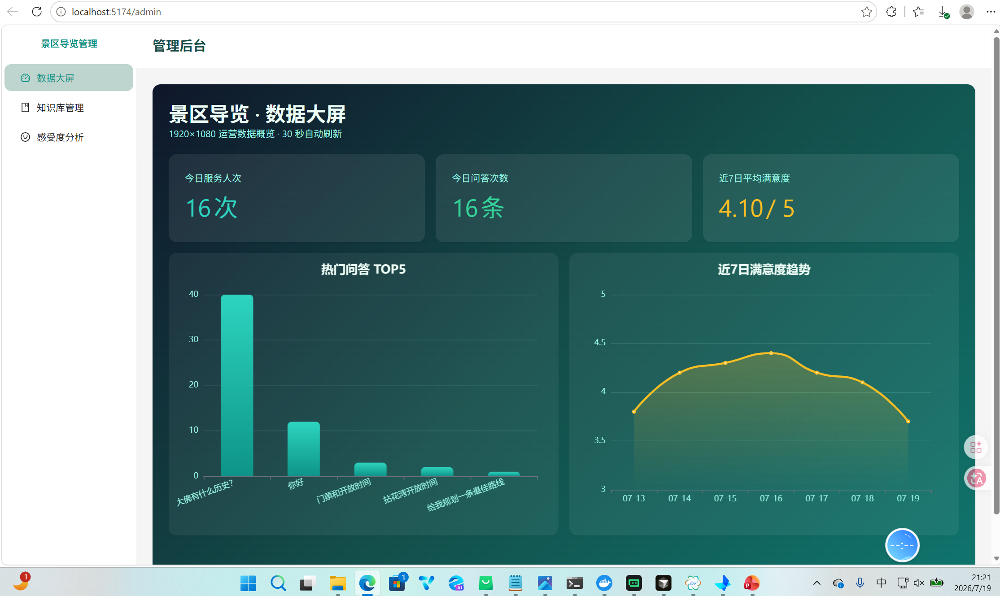 localhost:5174/admin
景区导览管理
管理后台
数据大屏
知识库管理
感受度分析
景区导览 · 数据大屏
1920×1080 运营数据概览 · 30 秒自动刷新
今日服务人次
16 次
今日问答次数
16 条
近7日平均满意度
4.10 / 5
热门问答 TOP5
40
30
20
10
0
大佛有什么历史?
你好
门票和开放时间
拈花湾开放时间
给我规划一条最佳路线
近7日满意度趋势
5
4.5
4
3.5
3
07-13
07-14
07-15
07-16
07-17
07-18
07-19
--:--
A
1
1
AI
ev
P
中
21:21
2026/7/19